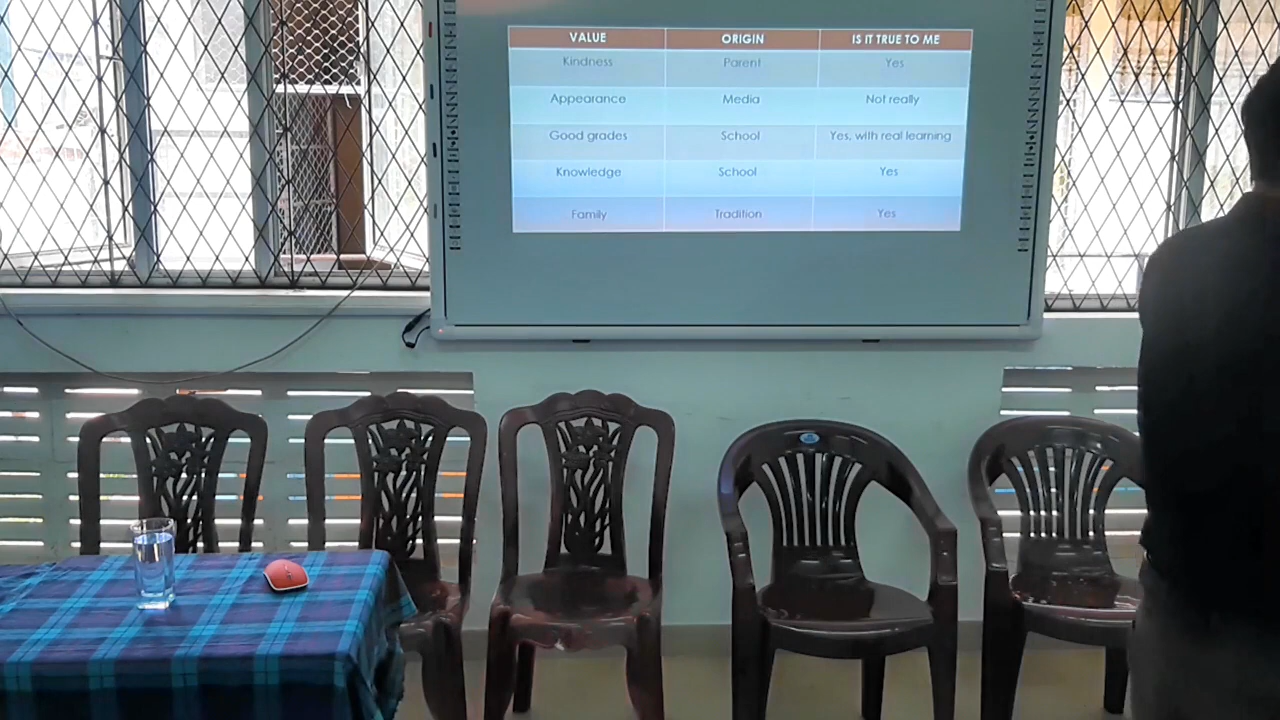 VALUE ORIGIN IS IT TRUE TO ME
Kindness Parent Yes
Appearance Media Not really
Good grades School Yes, with real learning
Knowledge School Yes
Family Tradition Yes